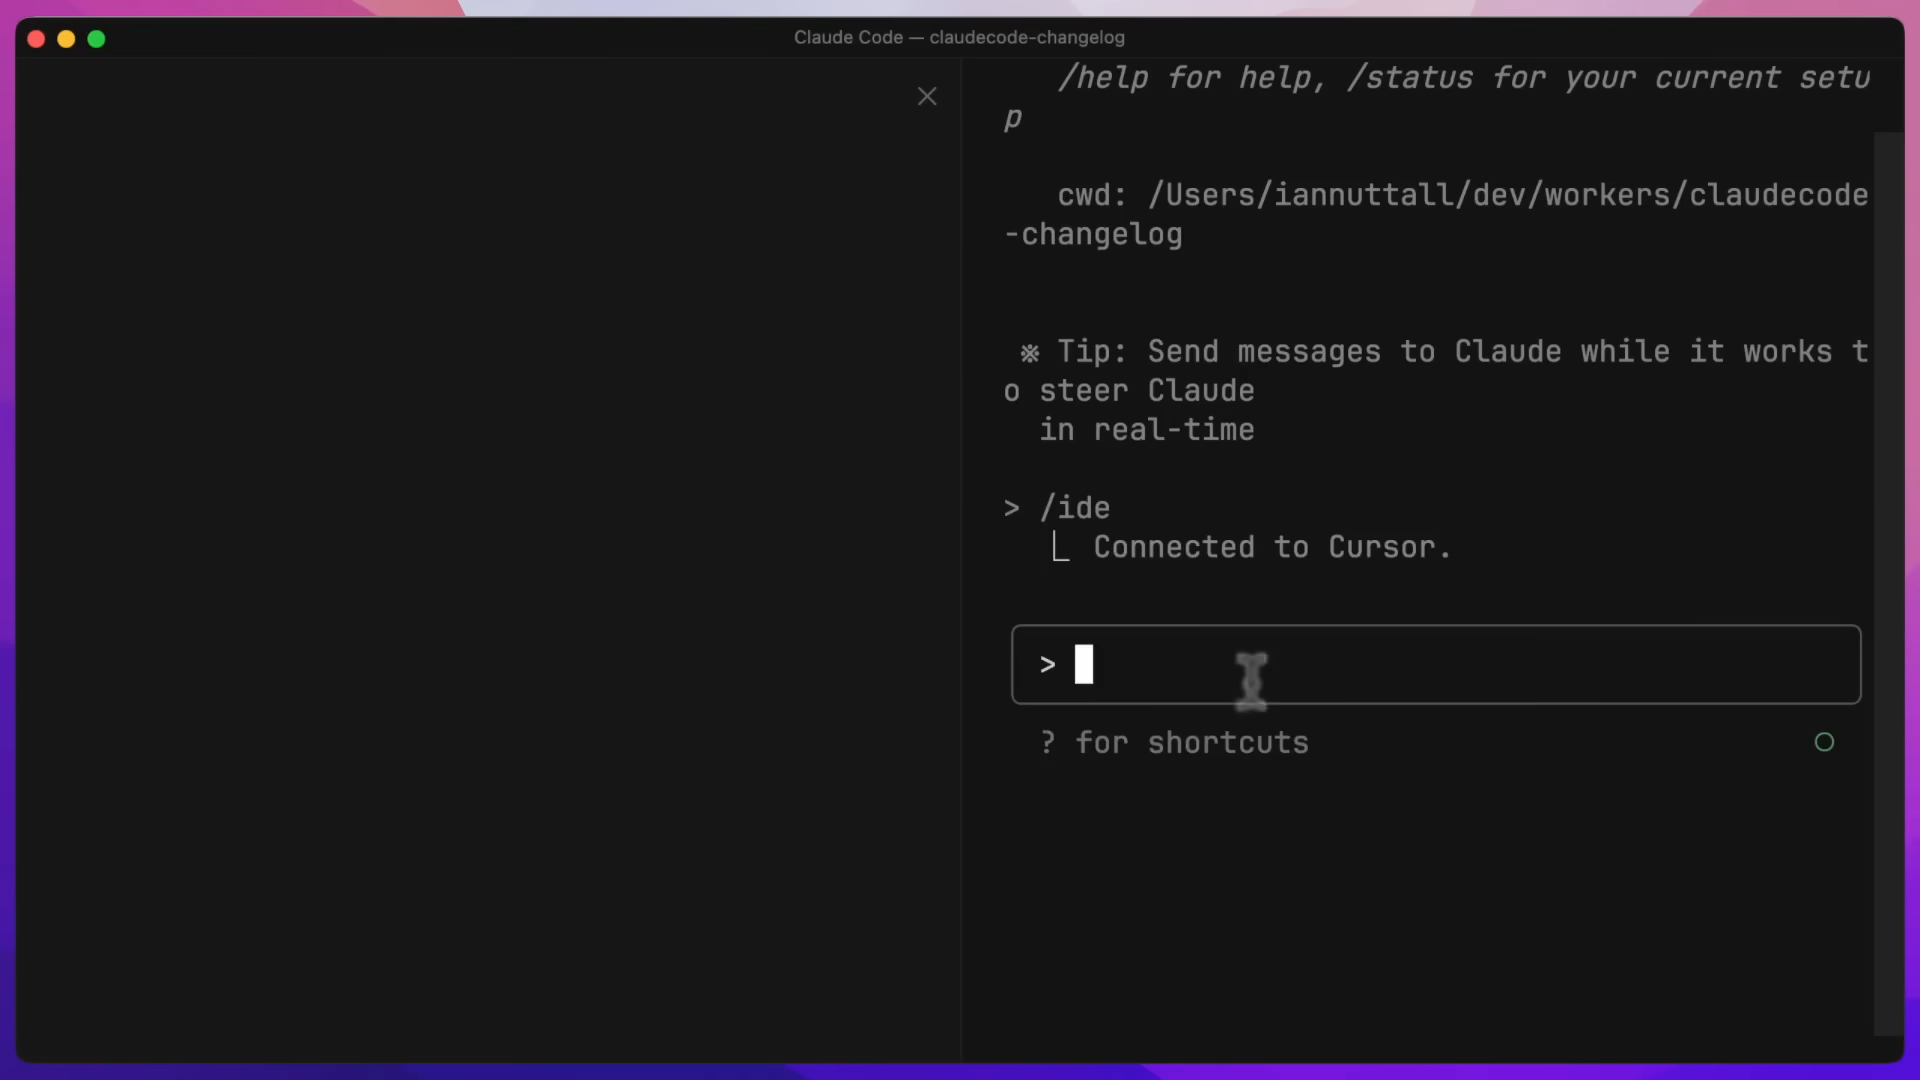 Claude Code — claudecode-changelog
/help for help, /status for your current setu
p
cwd: /Users/iannuttall/dev/workers/claudecode
-changelog
※ Tip: Send messages to Claude while it works t
o steer Claude
in real-time
> /ide
⎿ Connected to Cursor.
>
? for shortcuts